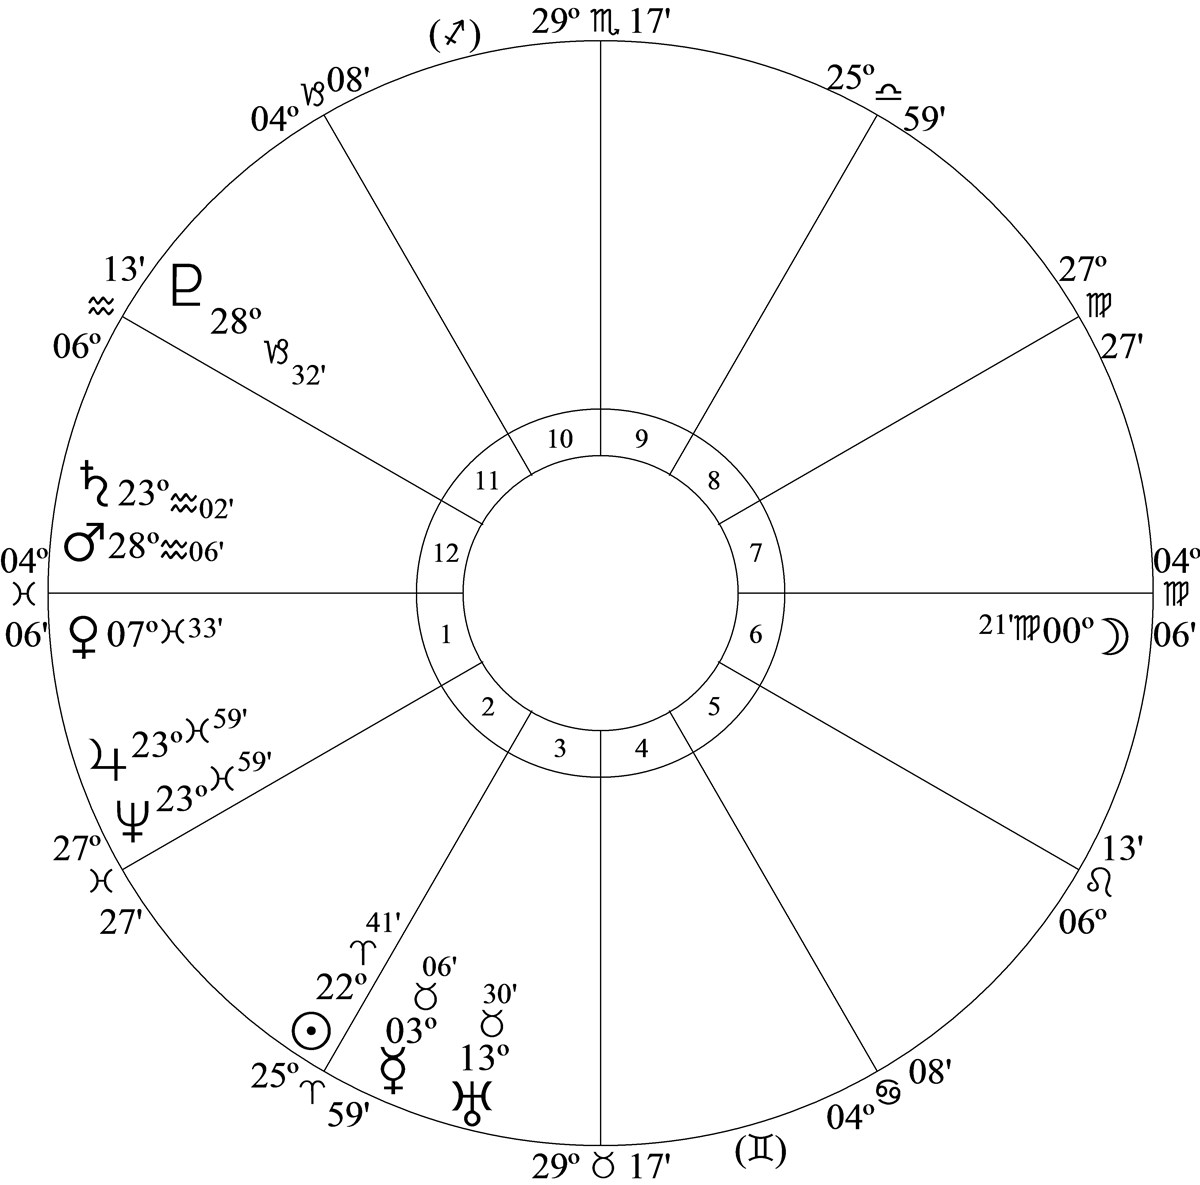 29º ♏ 17'
(♐)
25º ♎ 59'
04º ♑ 08'
27º ♍ 27'
13' ♒ 06º
♇ 28º ♑ 32'
10 9
11 8
♄ 23º ♒ 02'
♂ 28º ♒ 06'
12 7
04º ♓ 06'
04º ♍ 06'
♀ 07º ♓ 33'
1 6
21' ♍ 00º ☽
2 5
♃ 23º ♓ 59'
3 4
♆ 23º ♓ 59'
27º ♓ 27'
13' ♌ 06º
41' ♈ 22º ☉
06' ♉ 03º ☿
30' ♉ 13º ♅
25º ♈ 59'
04º ♋ 08'
(♊)
29º ♉ 17'